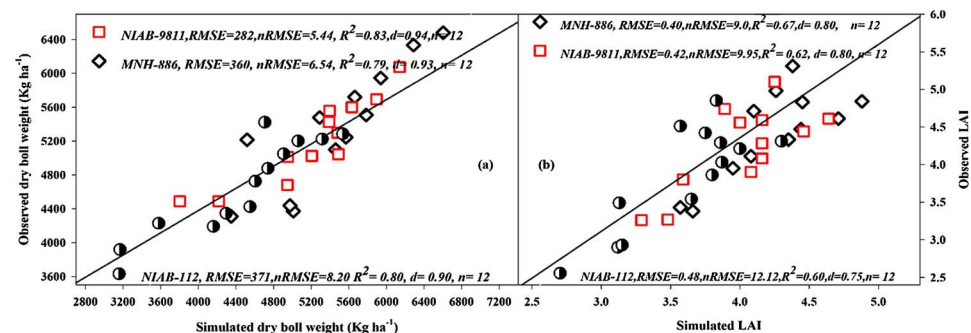 NIAB-9811,RMSE=282,nRMSE=5.44, R²=0.83,d=0.94,n=12
MNH-886, RMSE=360, nRMSE=6.54, R²=0.79, d= 0.93, n= 12
(a)
NIAB-112, RMSE=371,nRMSE=8.20 R²= 0.80, d= 0.90, n= 12
Observed dry boll weight (Kg ha⁻¹)
6400
6000
5600
5200
4800
4400
4000
3600
2800 3200 3600 4000 4400 4800 5200 5600 6000 6400 6800 7200
Simulated dry boll weight (Kg ha⁻¹)
MNH-886, RMSE=0.40,nRMSE=9.0,R²=0.67,d= 0.80, n= 12
NIAB-9811,RMSE=0.42,nRMSE=9.95,R²= 0.62, d= 0.80, n= 12
(b)
NIAB-112,RMSE=0.48,nRMSE=12.12,R²=0.60,d=0.75,n= 12
6.0
5.5
5.0
4.5
4.0
3.5
3.0
2.5
Observed LAI
2.5 3.0 3.5 4.0 4.5 5.0
Simulated LAI